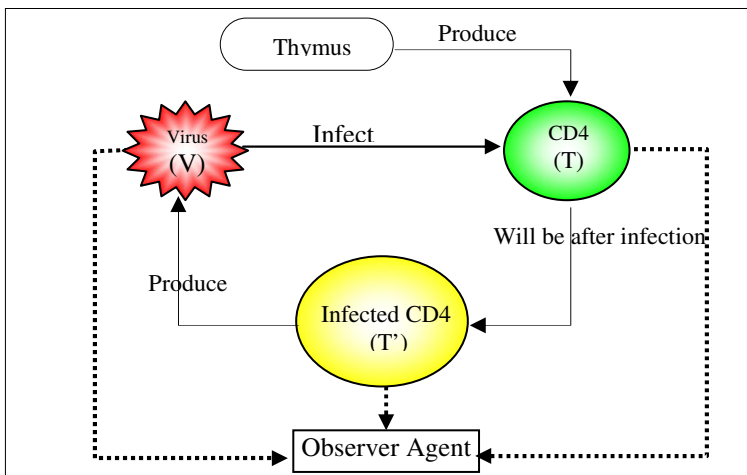 Produce
Thymus
Virus
(V)
Infect
CD4
(T)
Will be after infection
Produce
Infected CD4
(T’)
Observer Agent